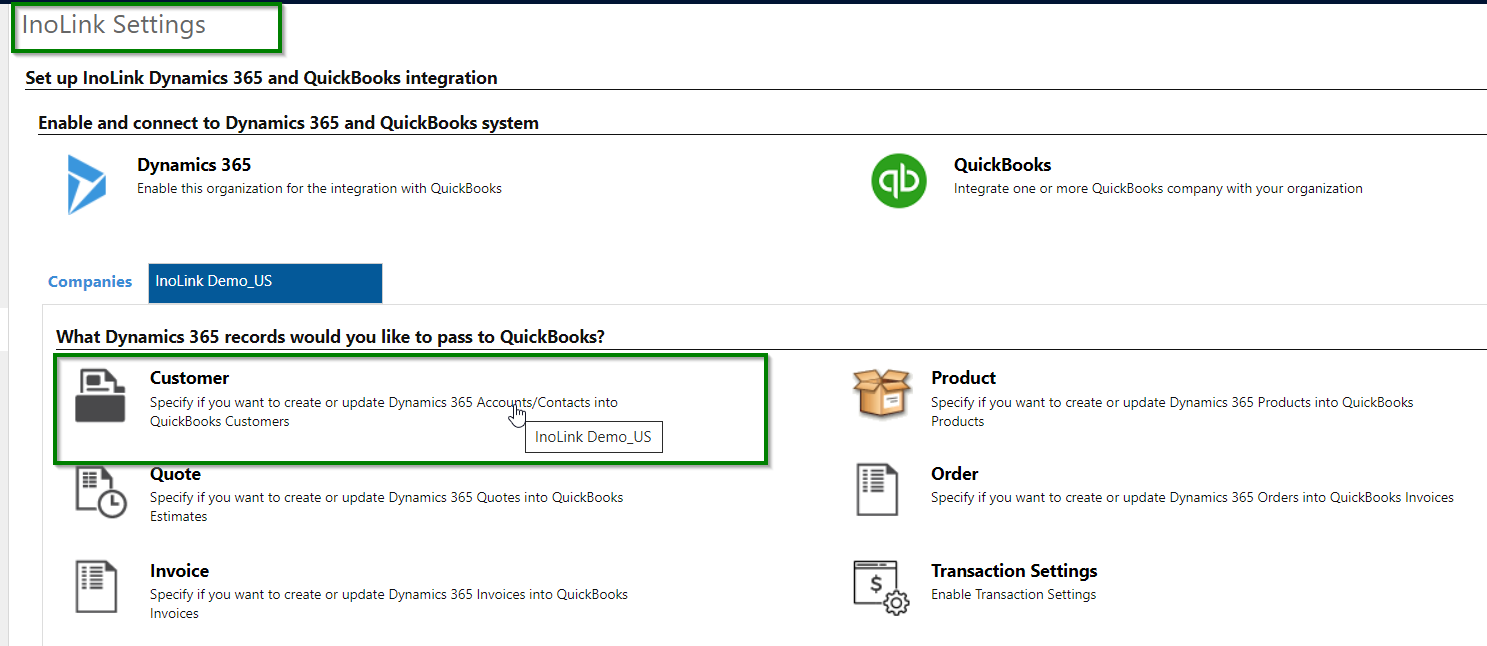 InoLink Settings
Set up InoLink Dynamics 365 and QuickBooks integration
Enable and connect to Dynamics 365 and QuickBooks system
Dynamics 365
Enable this organization for the integration with QuickBooks
qb
QuickBooks
Integrate one or more QuickBooks company with your organization
Companies
InoLink Demo_US
What Dynamics 365 records would you like to pass to QuickBooks?
Customer
Specify if you want to create or update Dynamics 365 Accounts/Contacts into
QuickBooks Customers
InoLink Demo_US
Product
Specify if you want to create or update Dynamics 365 Products into QuickBooks
Products
Quote
Specify if you want to create or update Dynamics 365 Quotes into QuickBooks
Estimates
Order
Specify if you want to create or update Dynamics 365 Orders into QuickBooks Invoices
Invoice
Specify if you want to create or update Dynamics 365 Invoices into QuickBooks
Invoices
$
Transaction Settings
Enable Transaction Settings